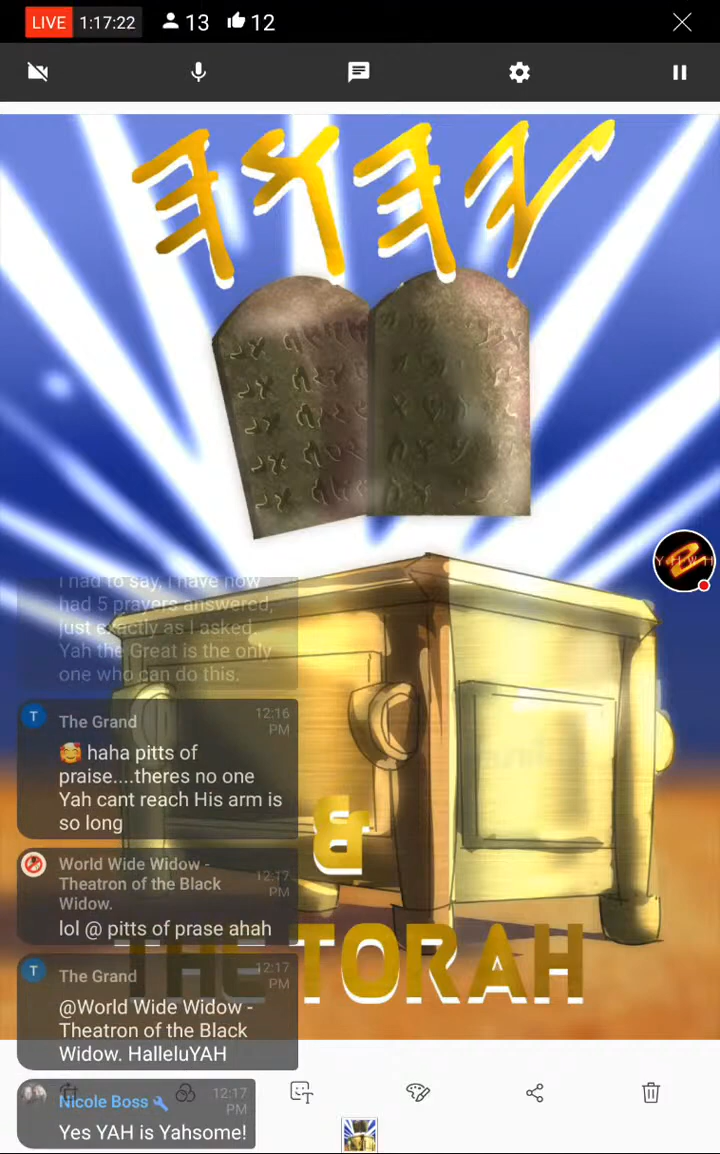 LIVE 1:17:22 13 12
𐤉𐤄𐤅𐤄
Y H W H
I had to say, I have now
had 5 prayers answered,
just exactly as I asked.
Yah the Great is the only
one who can do this.
The Grand 12:16 PM
🥰 haha pitts of
praise....theres no one
Yah cant reach His arm is
so long
&
World Wide Widow -
Theatron of the Black
Widow. 12:17 PM
lol @ pitts of prase ahah
THE TORAH
The Grand 12:17 PM
@World Wide Widow -
Theatron of the Black
Widow. HalleluYAH
Nicole Boss 12:17 PM
Yes YAH is Yahsome!